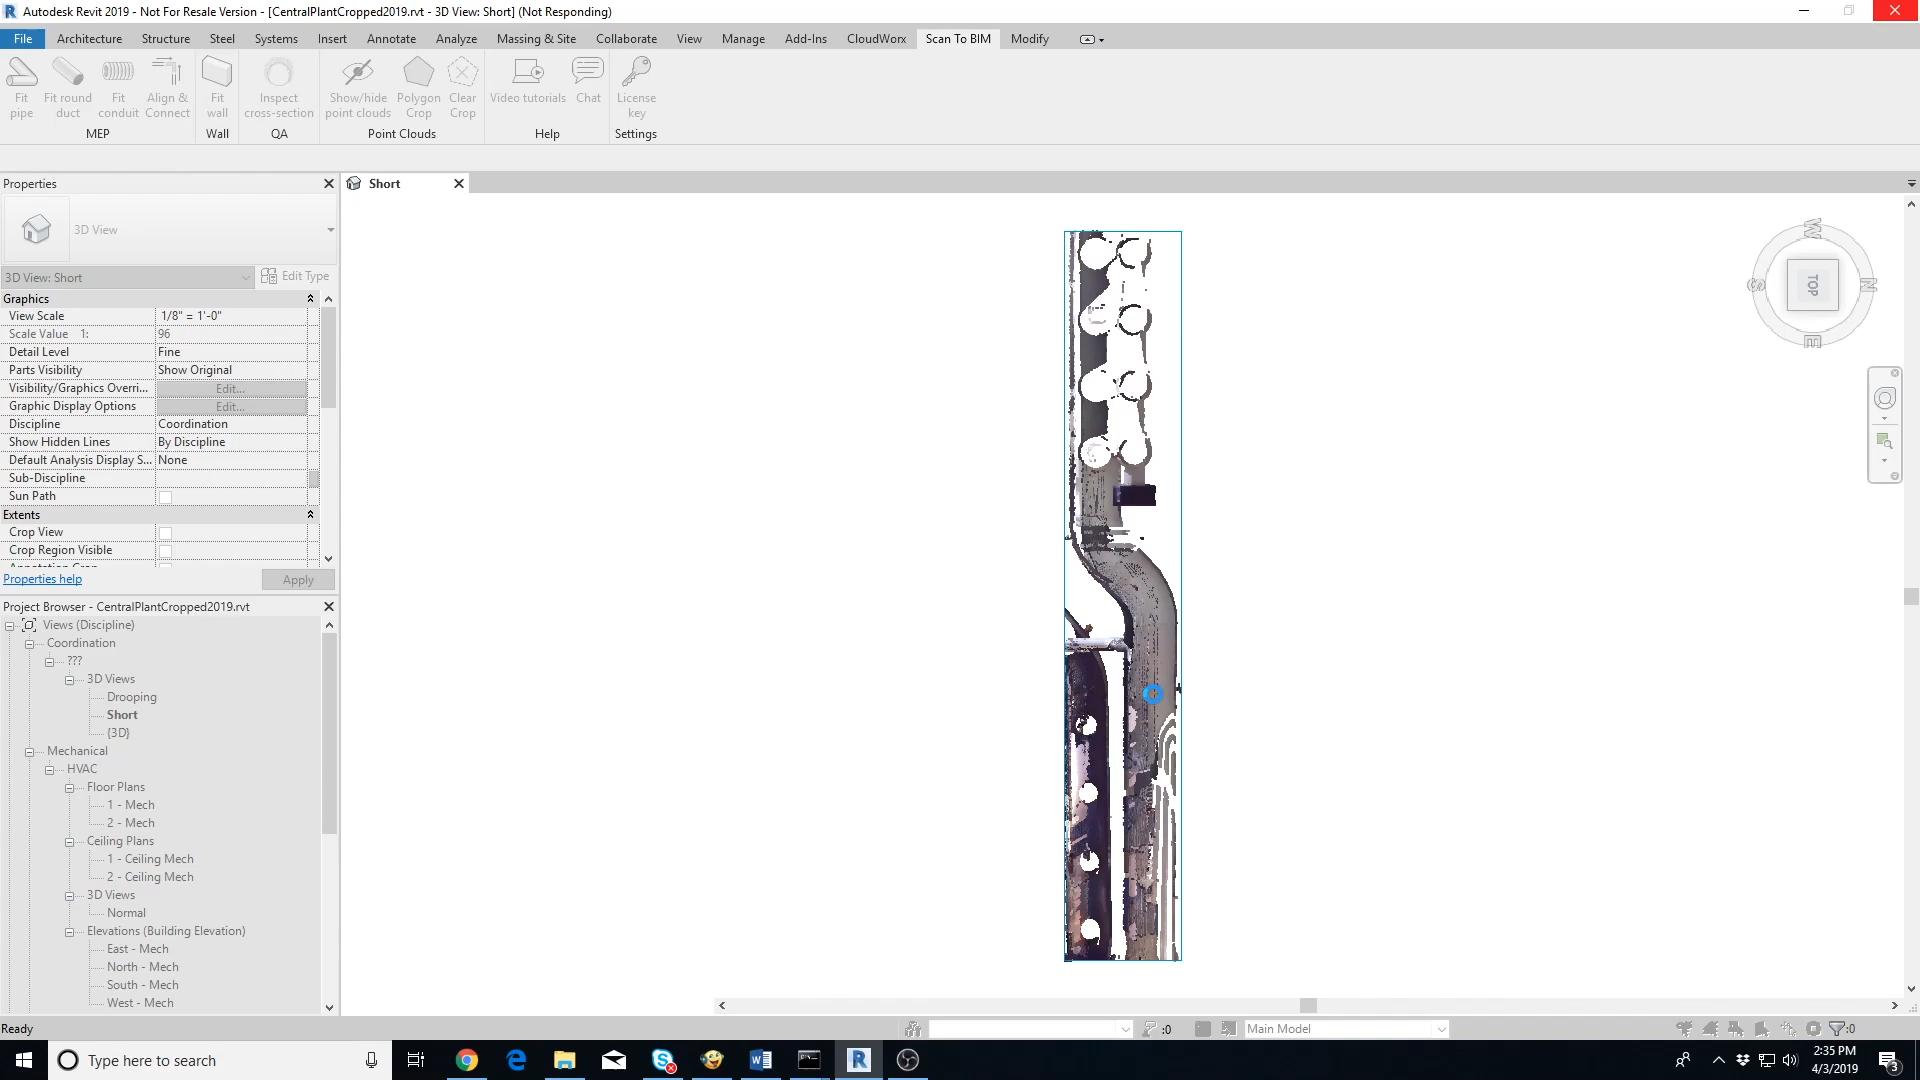 Autodesk Revit 2019 - Not For Resale Version - [CentralPlantCropped2019.rvt - 3D View: Short] (Not Responding)
File Architecture Structure Steel Systems Insert Annotate Analyze Massing & Site Collaborate View Manage Add-Ins CloudWorx Scan To BIM Modify
Fit pipe
Fit round duct
Fit conduit
Align & Connect
Fit wall
Inspect cross-section
Show/hide point clouds
Polygon Crop
Clear Crop
Video tutorials
Chat
License key
MEP Wall QA Point Clouds Help Settings
Properties
Short
3D View
3D View: Short
Edit Type
Graphics
View Scale 1/8" = 1'-0"
Scale Value 1: 96
Detail Level Fine
Parts Visibility Show Original
Visibility/Graphics Overri... Edit...
Graphic Display Options Edit...
Discipline Coordination
Show Hidden Lines By Discipline
Default Analysis Display S... None
Sub-Discipline
Sun Path
Extents
Crop View
Crop Region Visible
Properties help
Apply
Project Browser - CentralPlantCropped2019.rvt
Views (Discipline)
Coordination
???
3D Views
Drooping
Short
{3D}
Mechanical
HVAC
Floor Plans
1 - Mech
2 - Mech
Ceiling Plans
1 - Ceiling Mech
2 - Ceiling Mech
3D Views
Normal
Elevations (Building Elevation)
East - Mech
North - Mech
South - Mech
West - Mech
W
S
TOP
N
E
Ready
:0
Main Model
:0
Type here to search
2:35 PM
4/3/2019
3